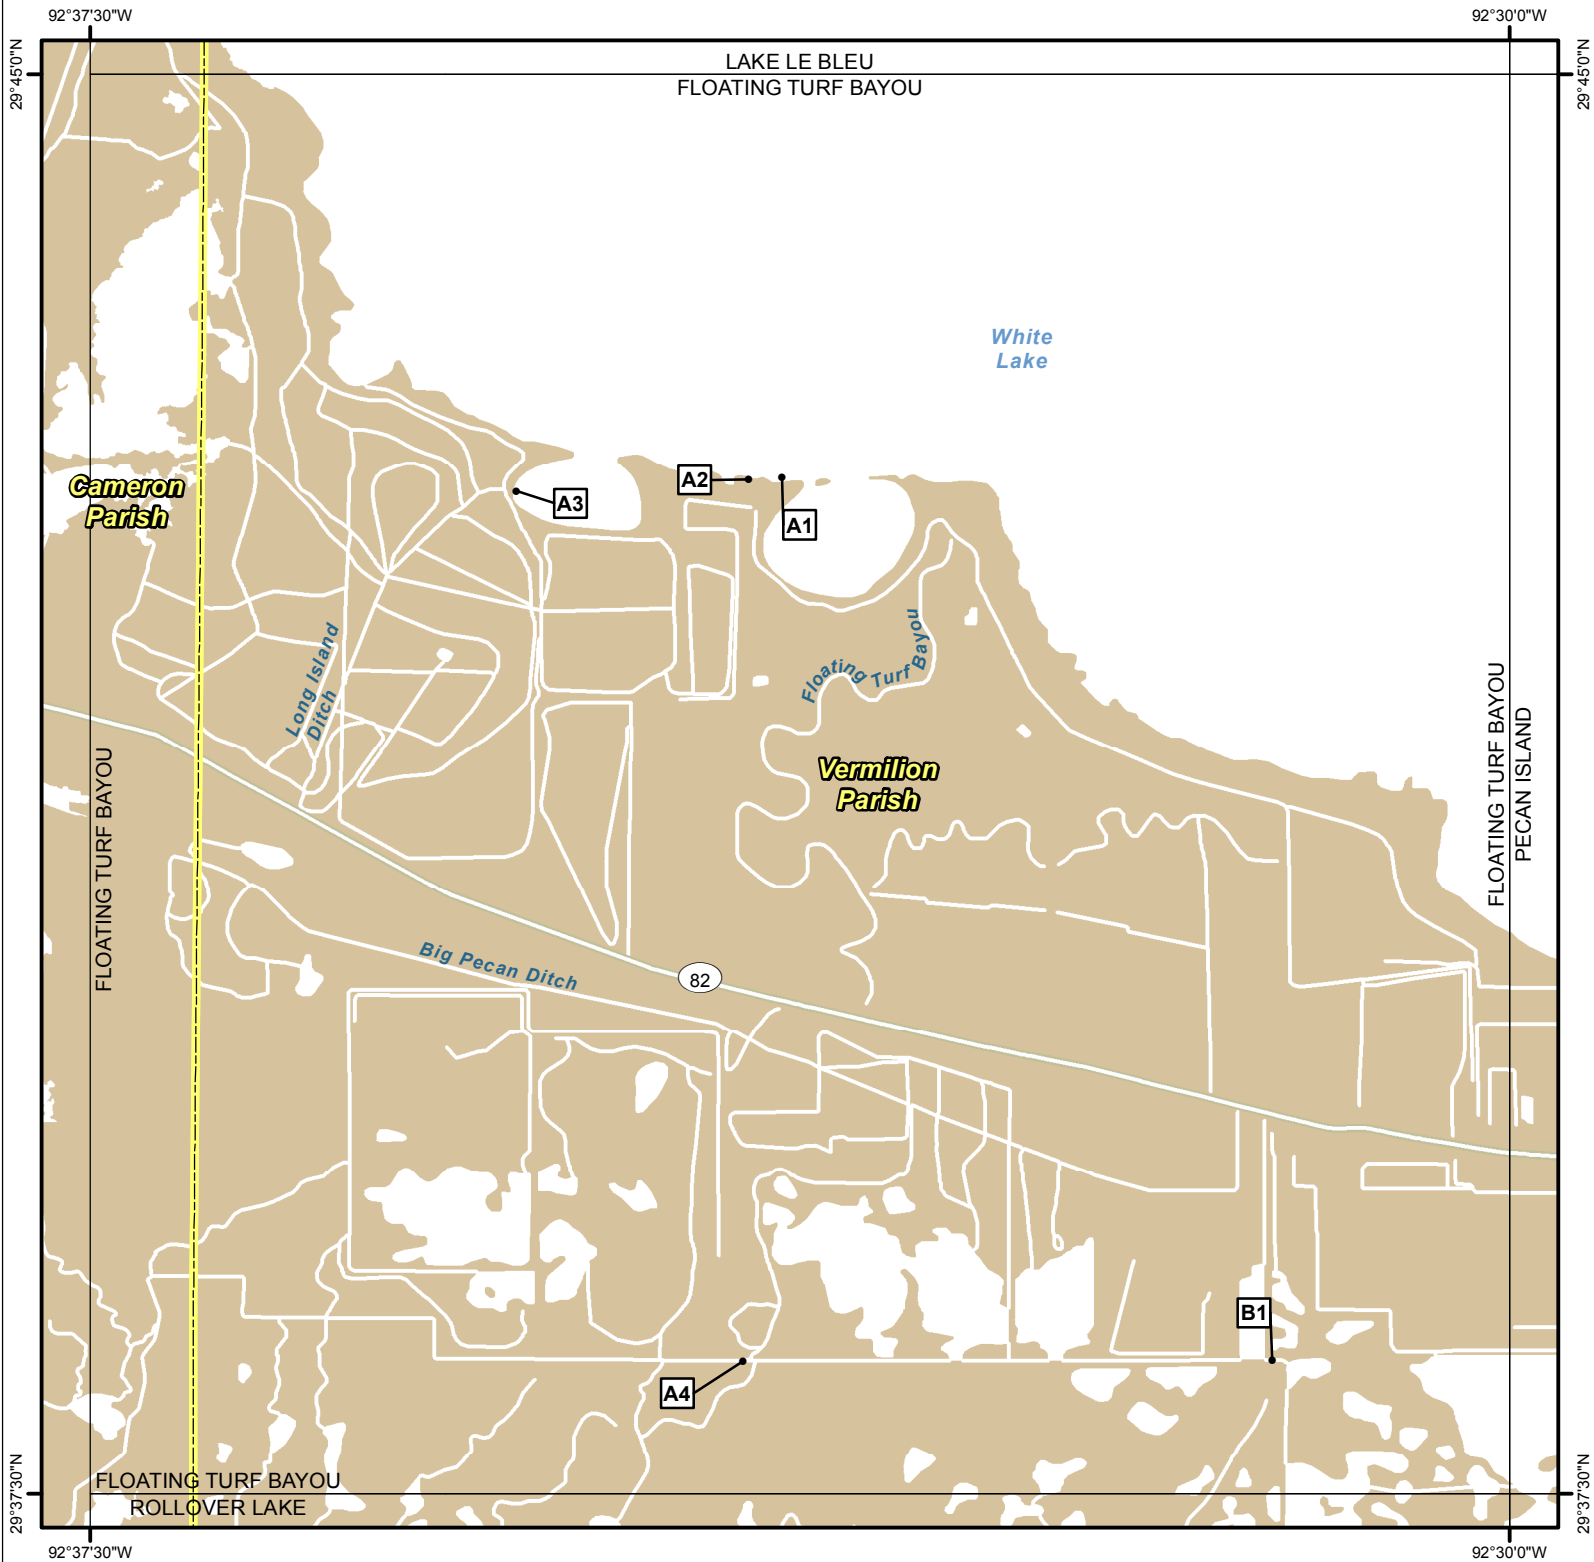 92°37'30"W
92°30'0"W
29°45'0"N
29°45'0"N
LAKE LE BLEU
FLOATING TURF BAYOU
White
Lake
A2
A3
A1
Cameron
Parish
Floating Turf Bayou
Long Island
Ditch
FLOATING TURF BAYOU
PECAN ISLAND
Vermilion
Parish
FLOATING TURF BAYOU
Big Pecan Ditch
82
B1
A4
FLOATING TURF BAYOU
ROLLOVER LAKE
29°37'30"N
29°37'30"N
92°37'30"W
92°30'0"W